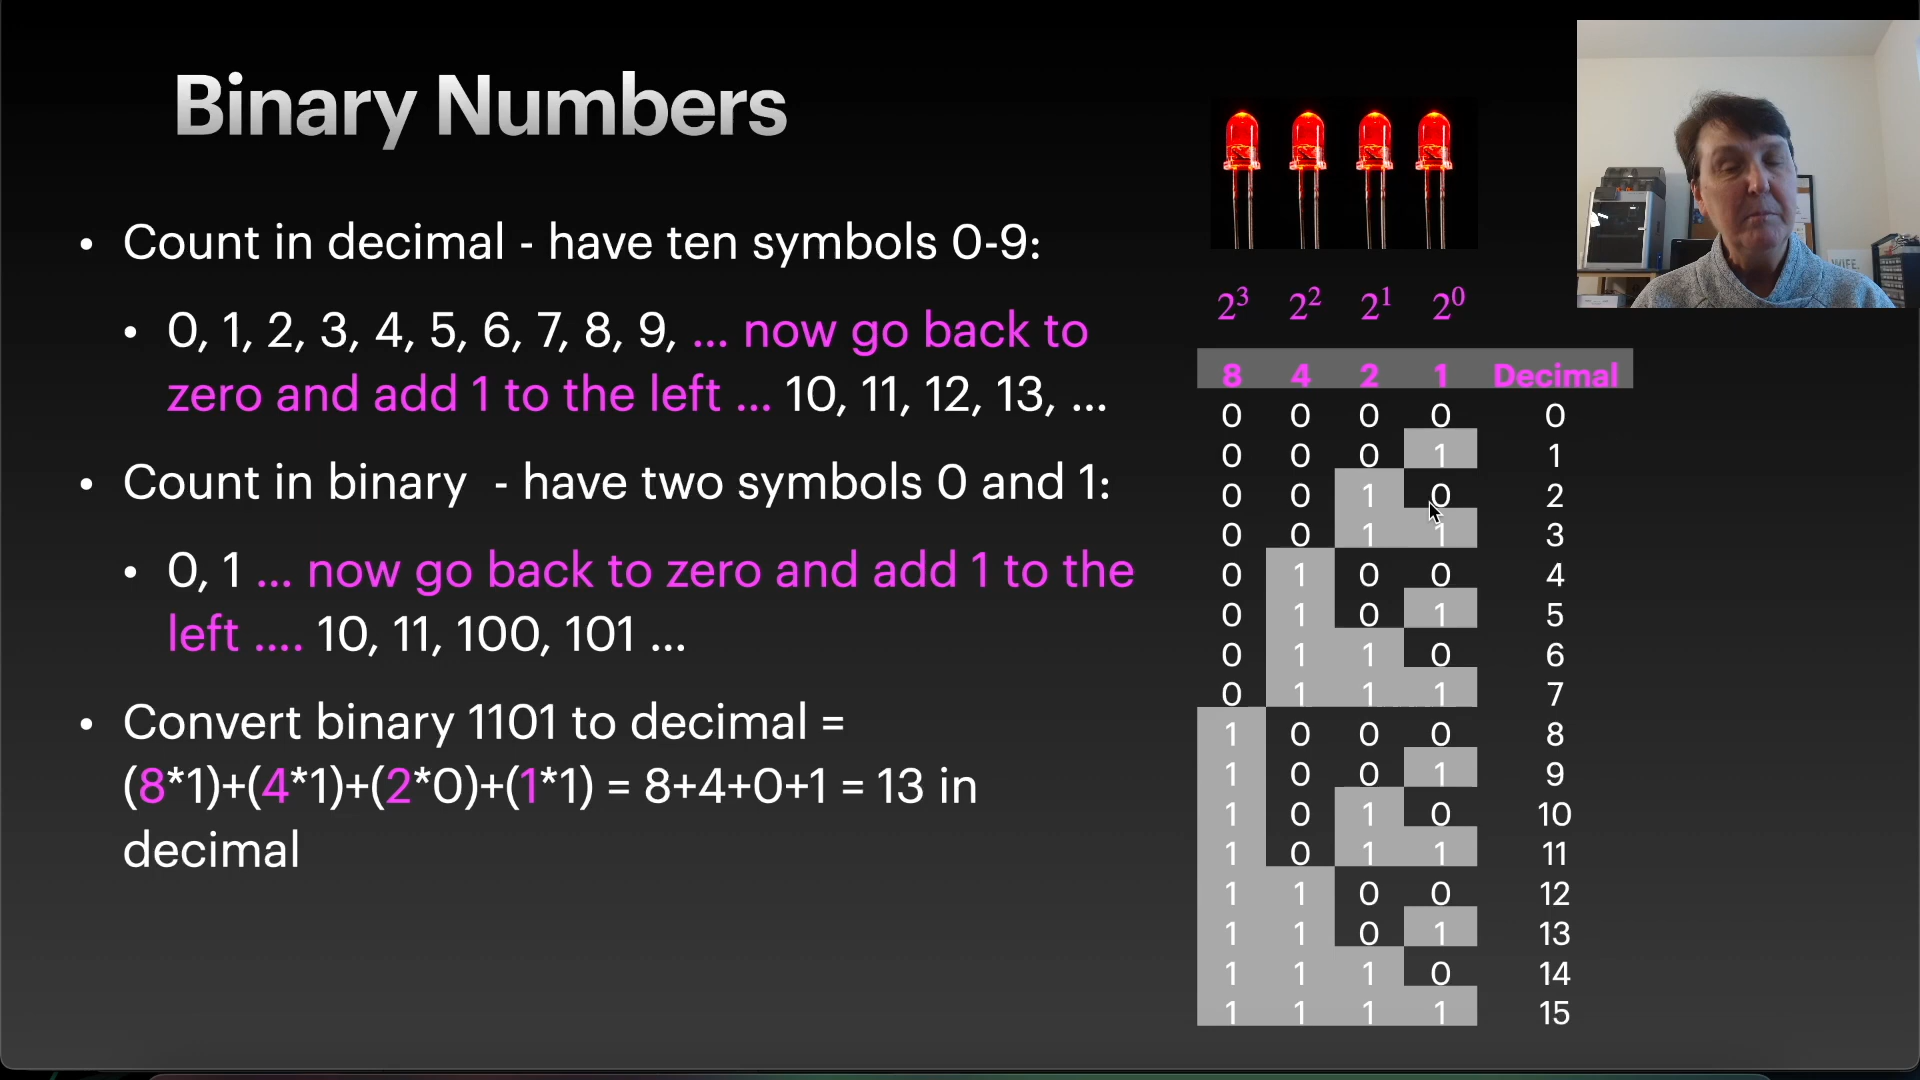 Binary Numbers
• Count in decimal - have ten symbols 0-9:
• 0, 1, 2, 3, 4, 5, 6, 7, 8, 9, ... now go back to
zero and add 1 to the left ... 10, 11, 12, 13, ...
• Count in binary - have two symbols 0 and 1:
• 0, 1 ... now go back to zero and add 1 to the
left .... 10, 11, 100, 101 ...
• Convert binary 1101 to decimal =
(8*1)+(4*1)+(2*0)+(1*1) = 8+4+0+1 = 13 in
decimal
2³ 2² 2¹ 2⁰
8 4 2 1 Decimal
0 0 0 0 0
0 0 0 1 1
0 0 1 0 2
0 0 1 1 3
0 1 0 0 4
0 1 0 1 5
0 1 1 0 6
0 1 1 1 7
1 0 0 0 8
1 0 0 1 9
1 0 1 0 10
1 0 1 1 11
1 1 0 0 12
1 1 0 1 13
1 1 1 0 14
1 1 1 1 15
WIFE